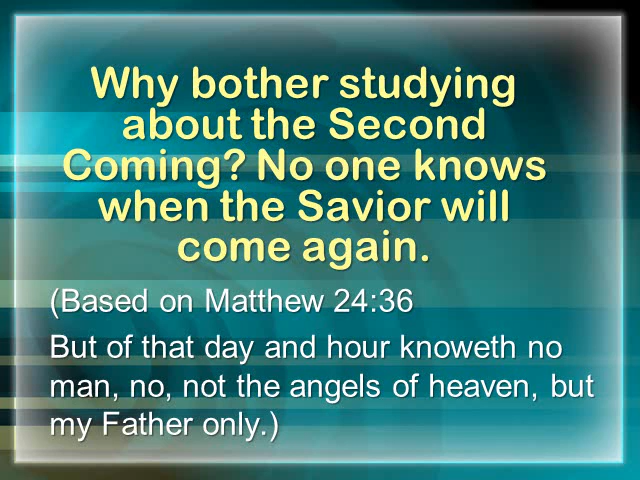 Why bother studying
about the Second
Coming? No one knows
when the Savior will
come again.
(Based on Matthew 24:36
But of that day and hour knoweth no
man, no, not the angels of heaven, but
my Father only.)